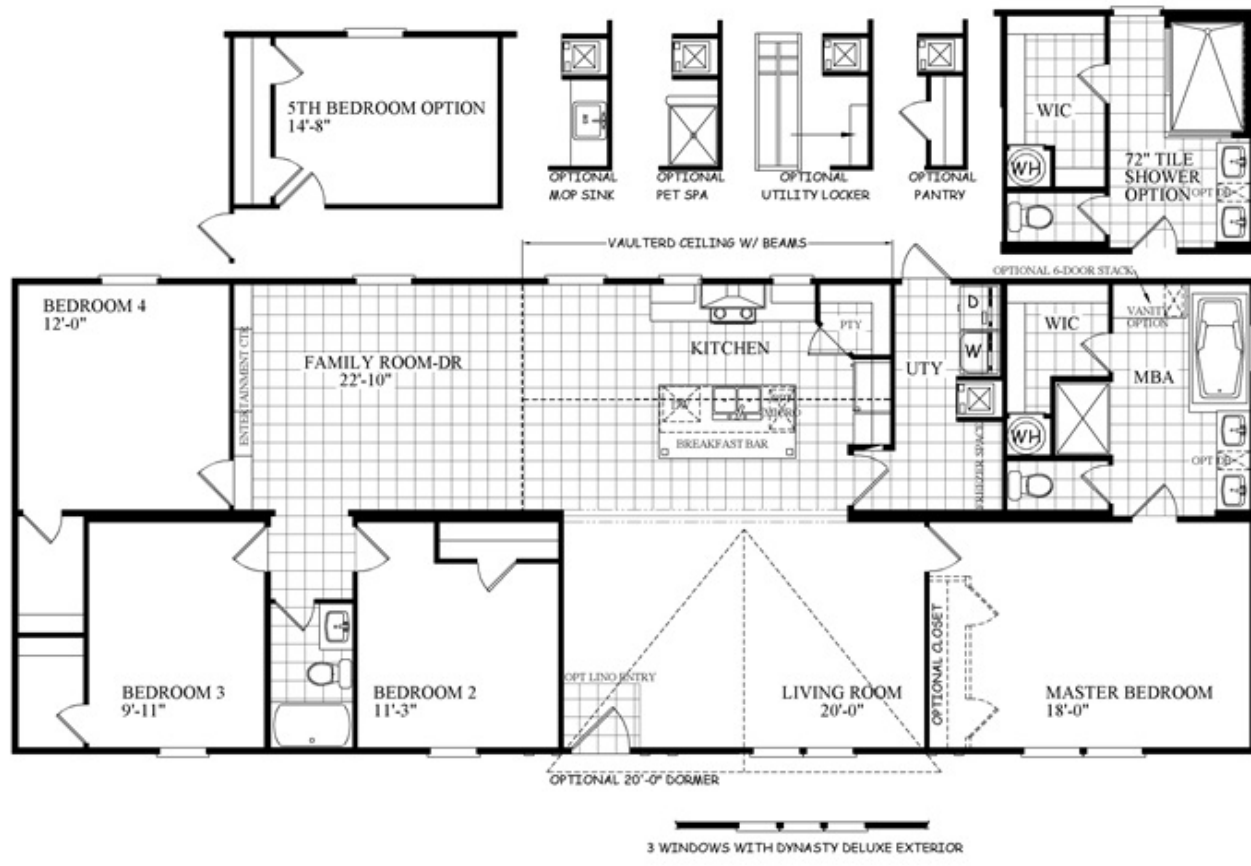 5TH BEDROOM OPTION
14'-8"
OPTIONAL
MOP SINK
OPTIONAL
PET SPA
OPTIONAL
UTILITY LOCKER
OPTIONAL
PANTRY
WIC
WH
72" TILE
SHOWER
OPTION
VAULTERD CEILING W/ BEAMS
OPTIONAL 6-DOOR STACK
BEDROOM 4
12'-0"
ENTERTAINMENT CTR
FAMILY ROOM-DR
22'-10"
KITCHEN
PTY
BREAKFAST BAR
UTY
D
W
FREEZER SPACE
WIC
WH
VANITY
OPTION
MBA
BEDROOM 3
9'-11"
BEDROOM 2
11'-3"
OPT LINO ENTRY
LIVING ROOM
20'-0"
OPTIONAL CLOSET
MASTER BEDROOM
18'-0"
OPTIONAL 20'-0" DORMER
3 WINDOWS WITH DYNASTY DELUXE EXTERIOR